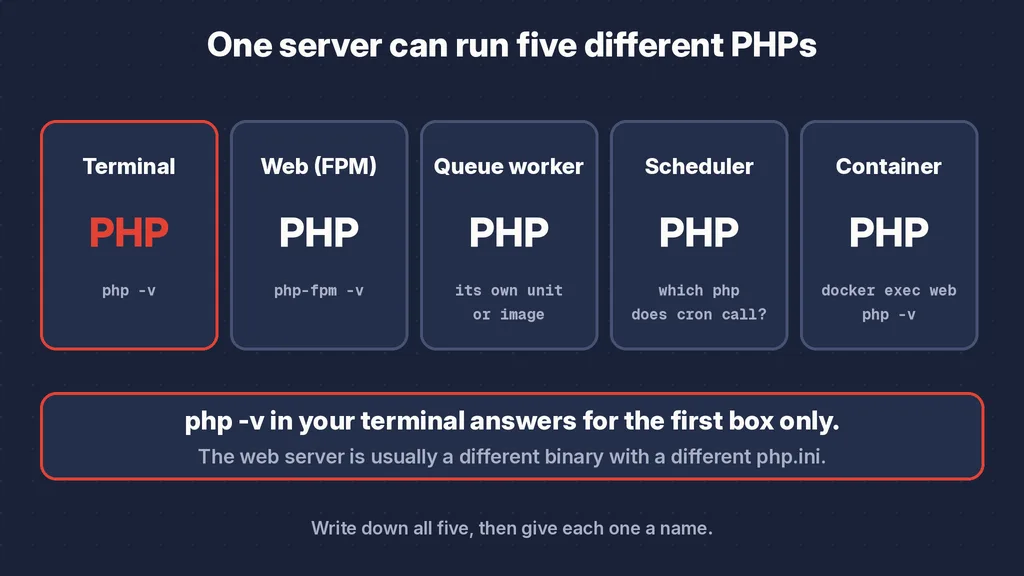 One server can run five different PHPs
Terminal
PHP
php -v
Web (FPM)
PHP
php-fpm -v
Queue worker
PHP
its own unit
or image
Scheduler
PHP
which php
does cron call?
Container
PHP
docker exec web
php -v
php -v in your terminal answers for the first box only.
The web server is usually a different binary with a different php.ini.
Write down all five, then give each one a name.